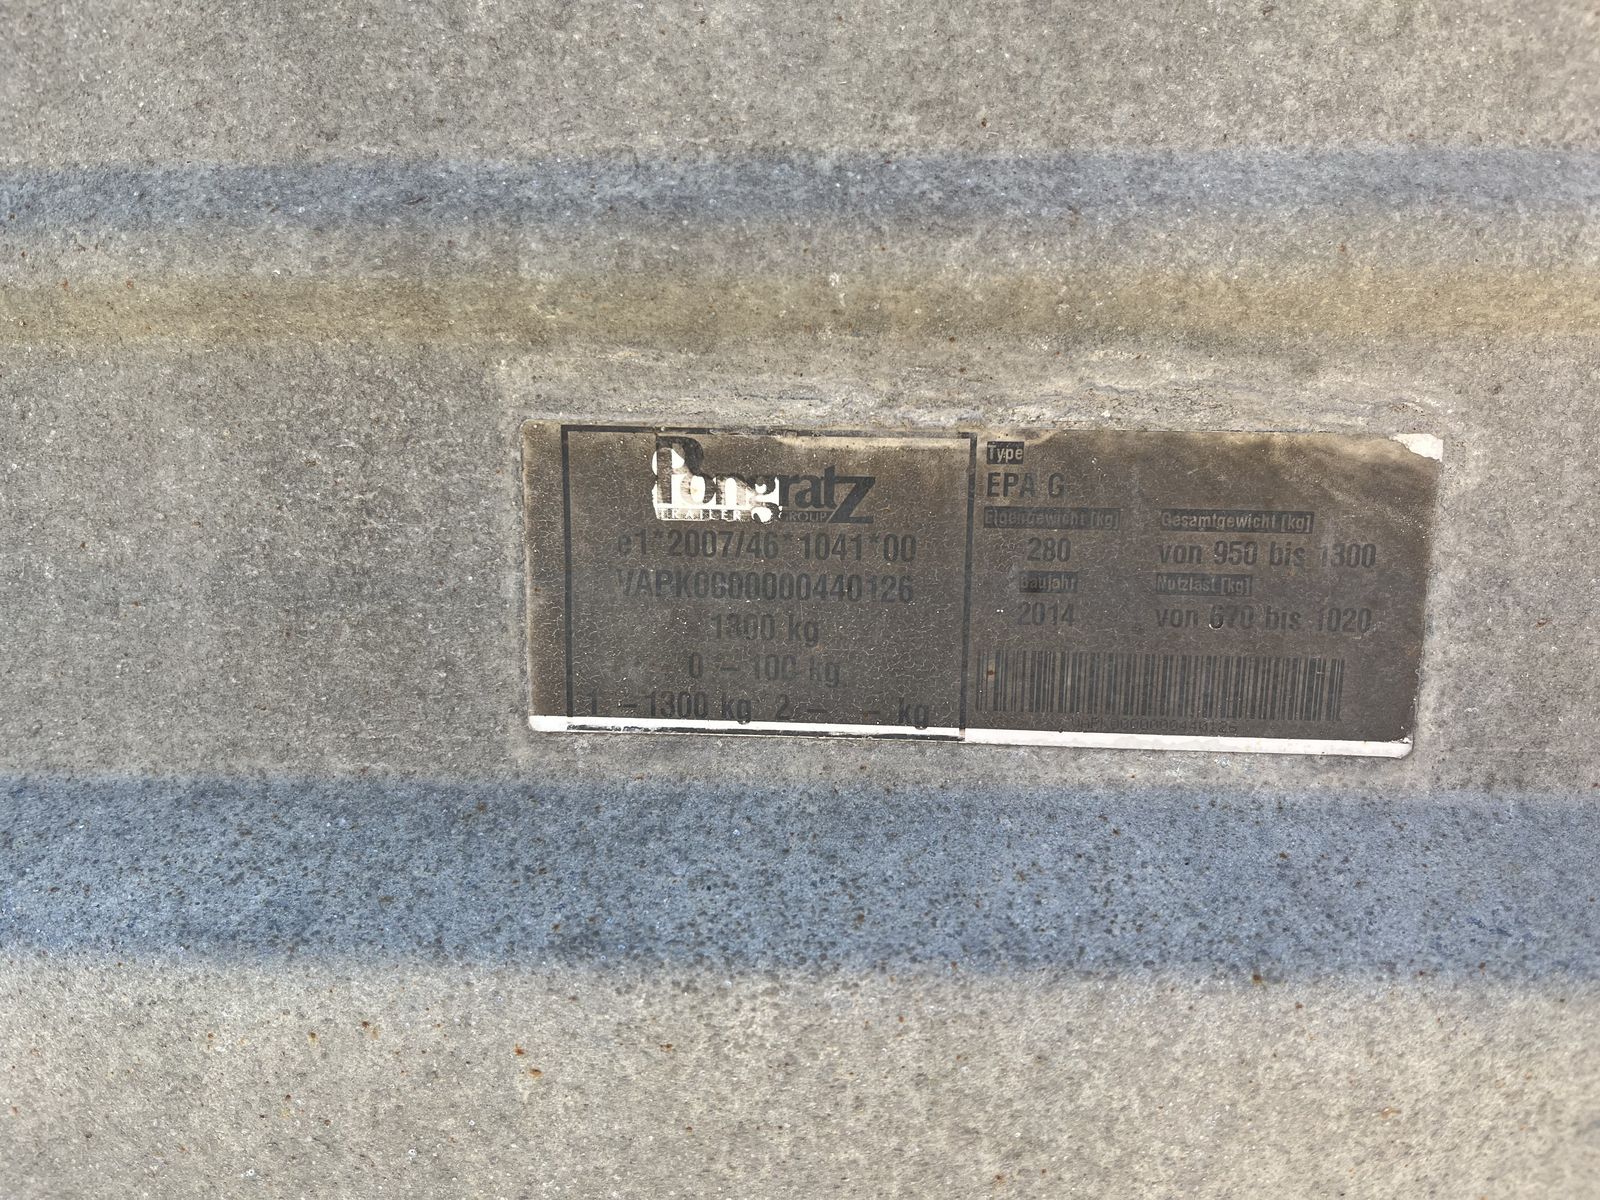 Pongratz
TRAILER GROUP
e1*2007/46*1041*00
VAPK0000000440126
1300 kg
0 – 100 kg
1 – 1300 kg 2 – – kg
Type
EPA G
Eigengewicht [kg]
280
Gesamtgewicht [kg]
von 950 bis 1300
Baujahr
2014
Nutzlast [kg]
von 670 bis 1020
VAPK0000000440126